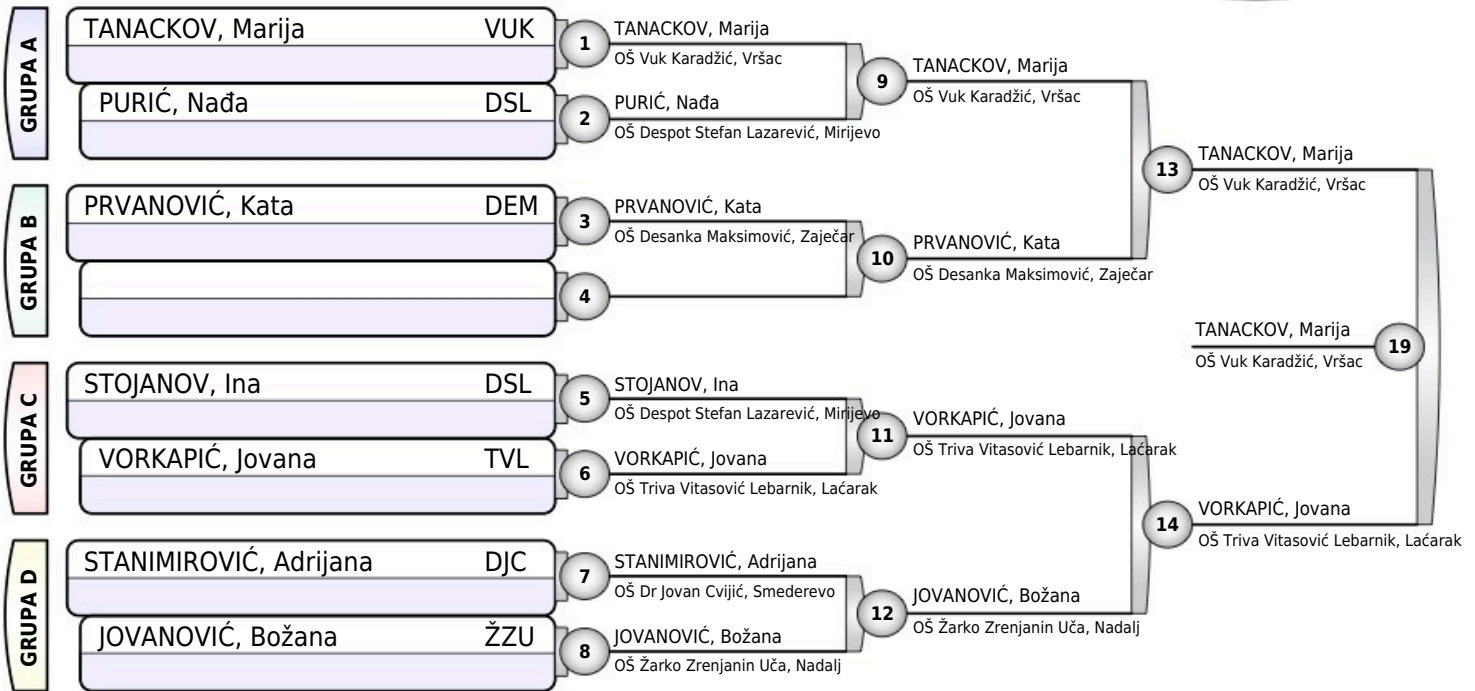 GRUPA A
TANACKOV, Marija VUK
PURIĆ, Nađa DSL
1
TANACKOV, Marija
OŠ Vuk Karadžić, Vršac
2
PURIĆ, Nađa
OŠ Despot Stefan Lazarević, Mirijevo
9
TANACKOV, Marija
OŠ Vuk Karadžić, Vršac
GRUPA B
PRVANOVIĆ, Kata DEM
3
PRVANOVIĆ, Kata
OŠ Desanka Maksimović, Zaječar
4
10
PRVANOVIĆ, Kata
OŠ Desanka Maksimović, Zaječar
13
TANACKOV, Marija
OŠ Vuk Karadžić, Vršac
GRUPA C
STOJANOV, Ina DSL
VORKAPIĆ, Jovana TVL
5
STOJANOV, Ina
OŠ Despot Stefan Lazarević, Mirijevo
6
VORKAPIĆ, Jovana
OŠ Triva Vitasović Lebarnik, Laćarak
11
VORKAPIĆ, Jovana
OŠ Triva Vitasović Lebarnik, Laćarak
GRUPA D
STANIMIROVIĆ, Adrijana DJC
JOVANOVIĆ, Božana ŽZU
7
STANIMIROVIĆ, Adrijana
OŠ Dr Jovan Cvijić, Smederevo
8
JOVANOVIĆ, Božana
OŠ Žarko Zrenjanin Uča, Nadalj
12
JOVANOVIĆ, Božana
OŠ Žarko Zrenjanin Uča, Nadalj
14
VORKAPIĆ, Jovana
OŠ Triva Vitasović Lebarnik, Laćarak
TANACKOV, Marija
OŠ Vuk Karadžić, Vršac
19